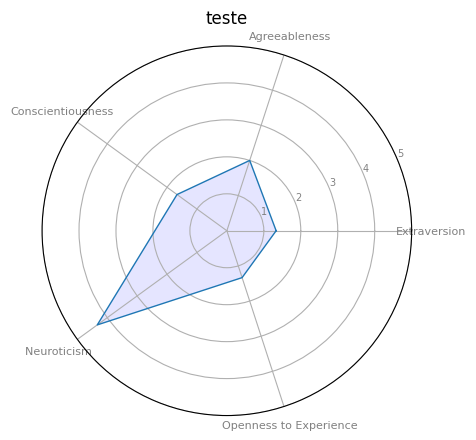 teste
Agreeableness
Conscientiousness
5
4
3
2
1
Extraversion
Neuroticism
Openness to Experience